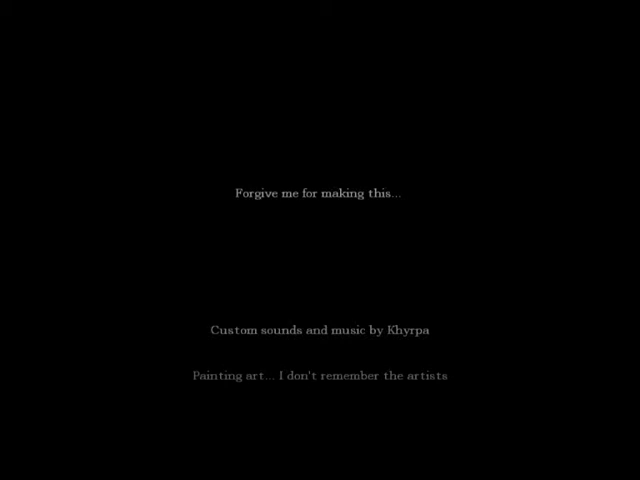 Forgive me for making this...
Custom sounds and music by Khyrpa
Painting art... I don't remember the artists